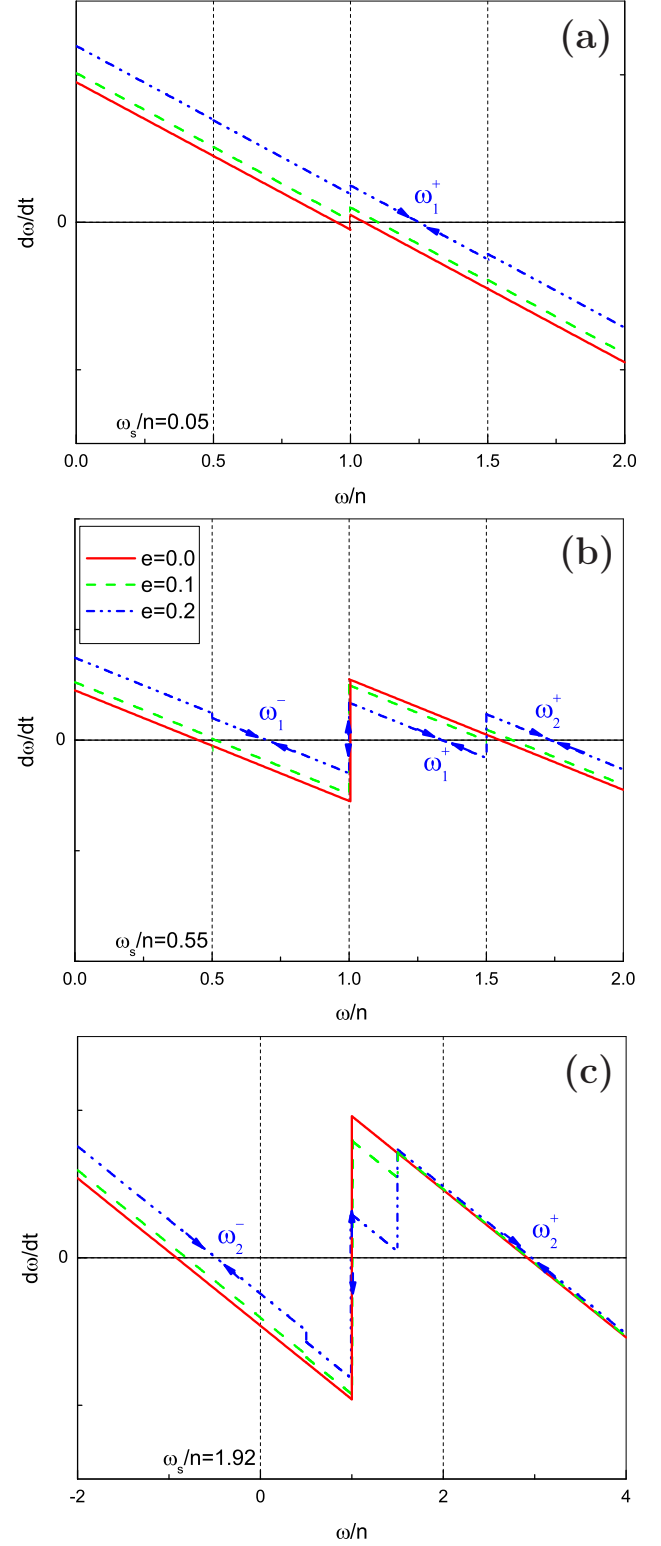 (a)
dω/dt
0
ω₁⁺
ωₛ/n=0.05
0.0 0.5 1.0 1.5 2.0
ω/n
(b)
e=0.0
e=0.1
e=0.2
dω/dt
0
ω₁⁻
ω₁⁺
ω₂⁺
ωₛ/n=0.55
0.0 0.5 1.0 1.5 2.0
ω/n
(c)
dω/dt
0
ω₂⁻
ω₂⁺
ωₛ/n=1.92
-2 0 2 4
ω/n